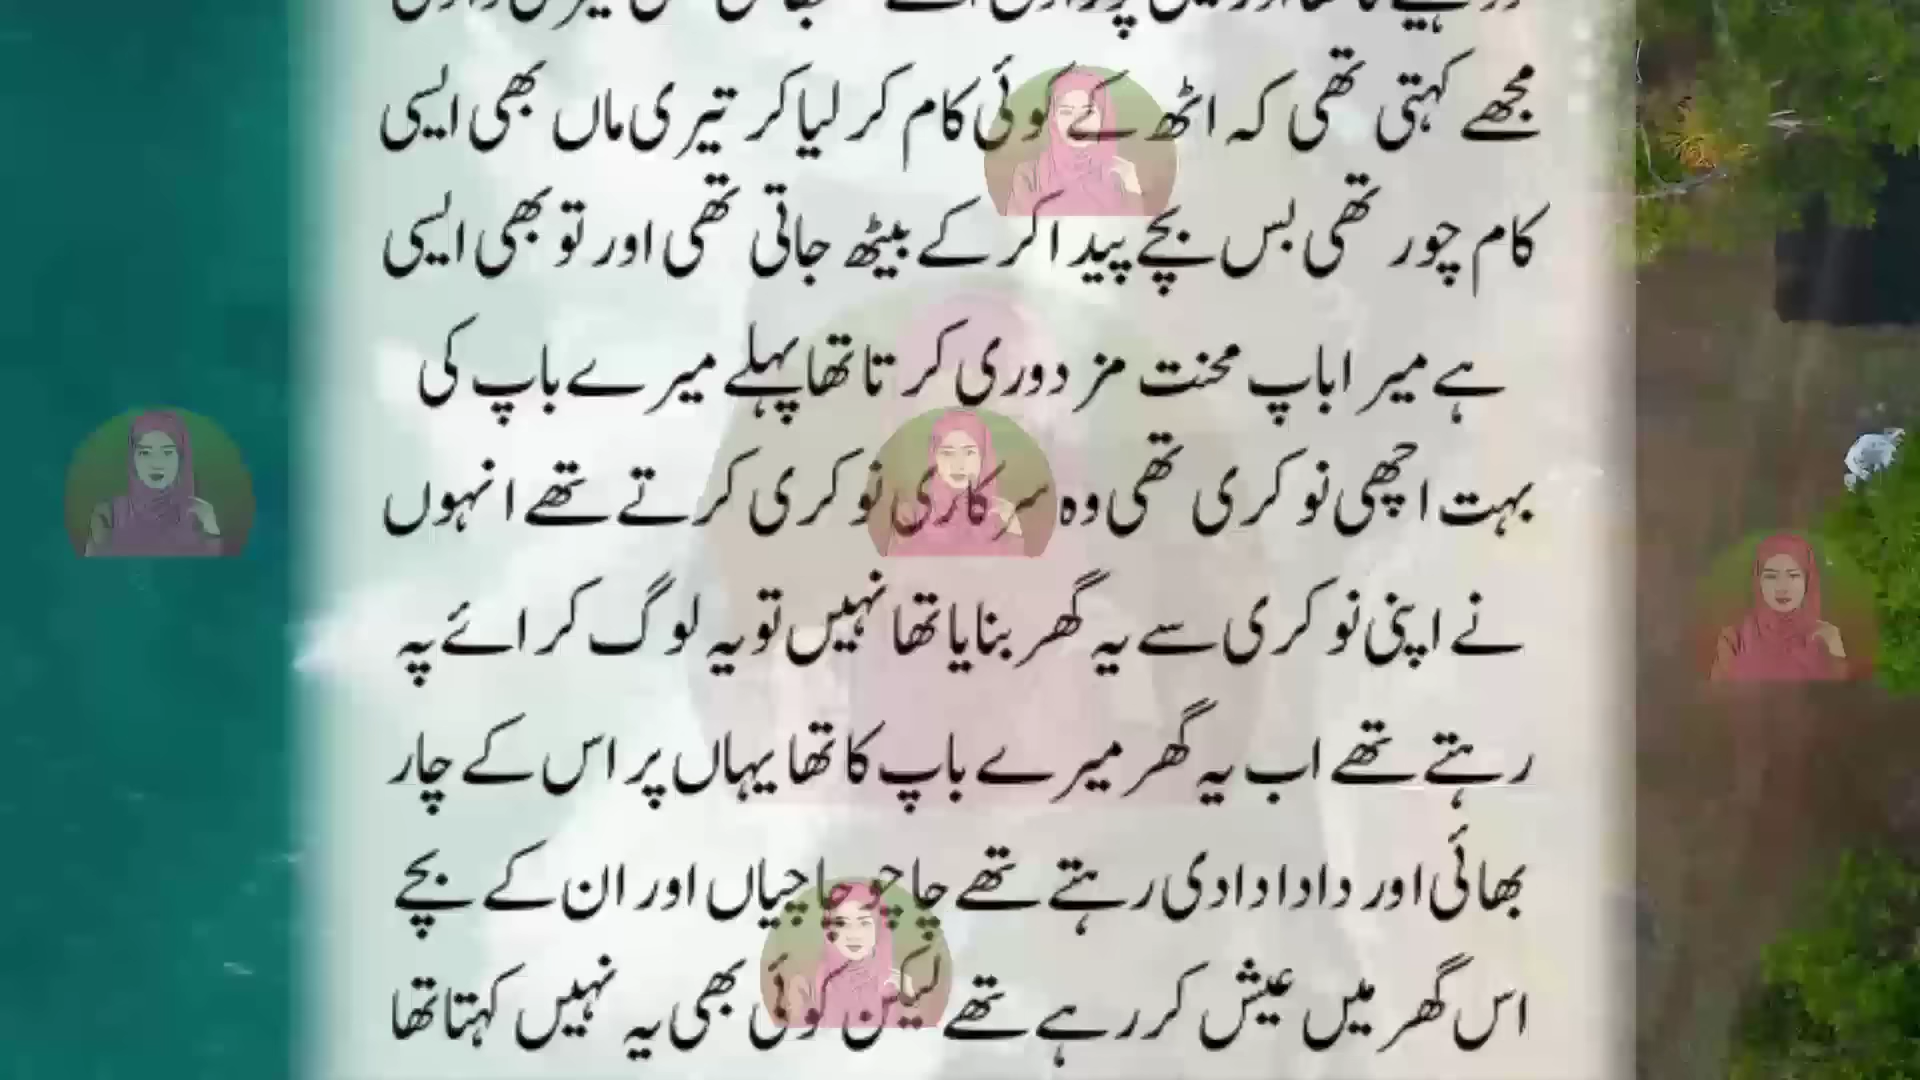 مجھے کہتی تھی کہ اٹھ کے کوئی کام کر لیا کر تیری ماں بھی ایسی
کام چور تھی بس بچے پیدا کر کے بیٹھ جاتی تھی اور تو بھی ایسی
ہے میرا باپ محنت مزدوری کرتا تھا پہلے میرے باپ کی
بہت اچھی نوکری تھی وہ سرکاری نوکری کرتے تھے انہوں
نے اپنی نوکری سے یہ گھر بنایا تھا نہیں تو یہ لوگ کرائے پہ
رہتے تھے اب یہ گھر میرے باپ کا تھا یہاں پر اس کے چار
بھائی اور دادا دادی رہتے تھے چاچو چاچیاں اور ان کے بچے
اس گھر میں عیش کر رہے تھے لیکن کوئی بھی یہ نہیں کہتا تھا